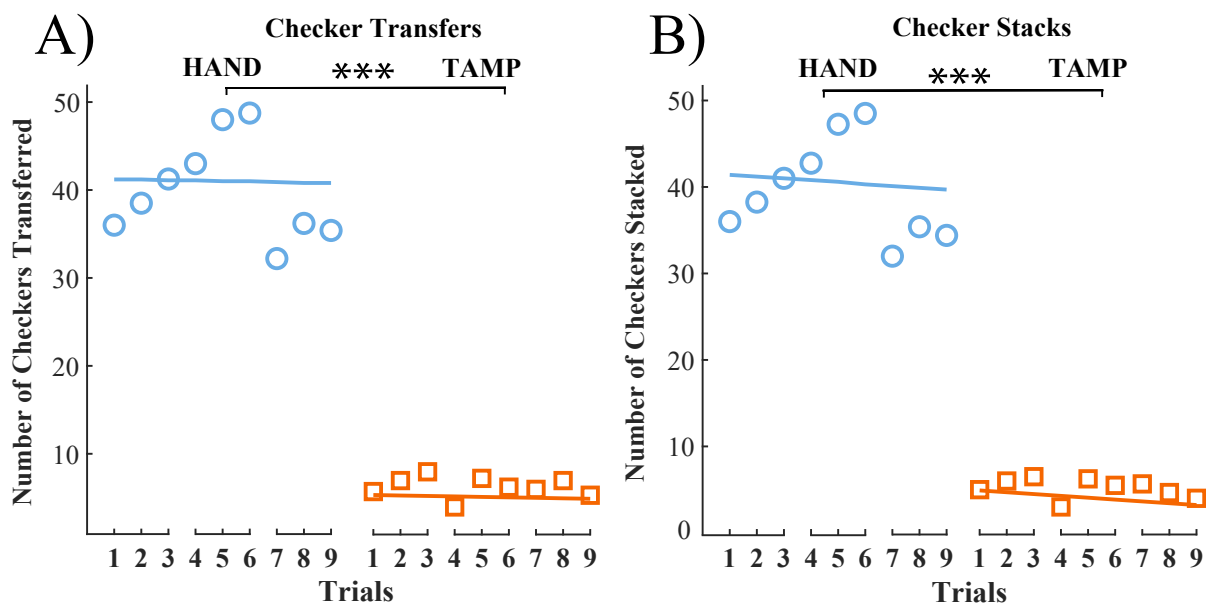 A)
Checker Transfers
HAND *** TAMP
Number of Checkers Transferred
50
40
30
20
10
1 2 3 4 5 6 7 8 9 1 2 3 4 5 6 7 8 9
Trials
B)
Checker Stacks
HAND *** TAMP
Number of Checkers Stacked
50
40
30
20
10
0
1 2 3 4 5 6 7 8 9 1 2 3 4 5 6 7 8 9
Trials